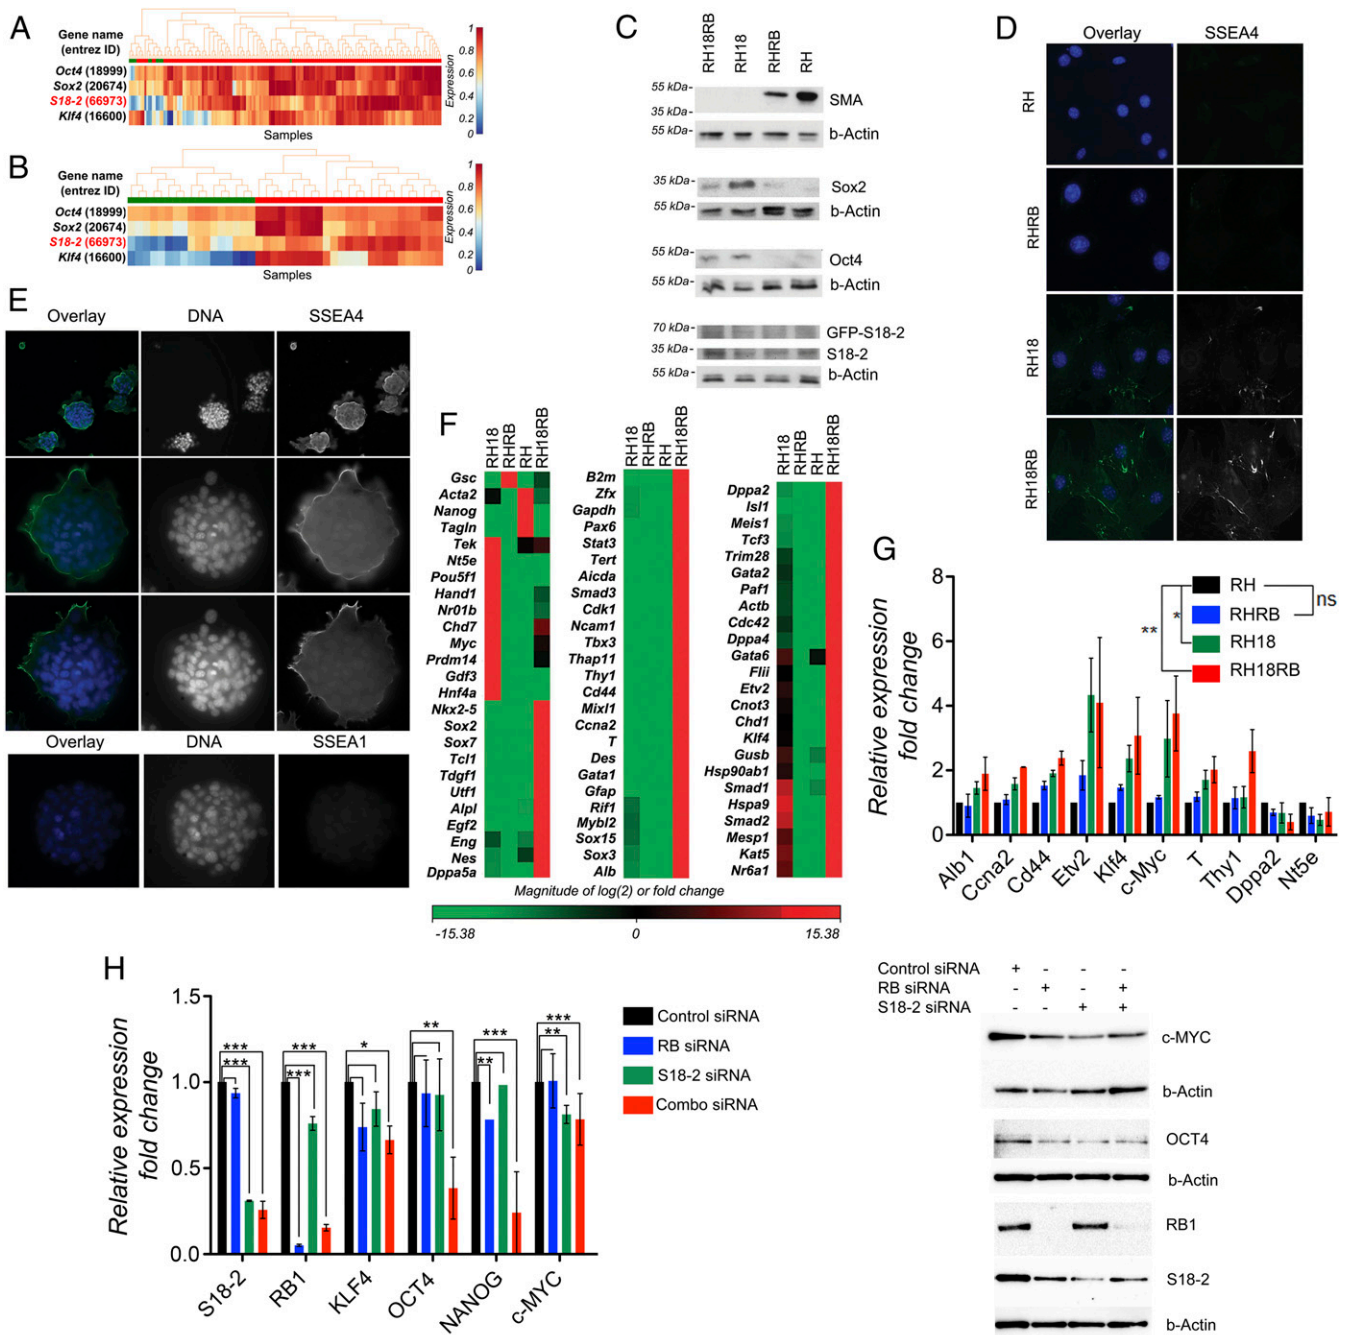 A
Gene name
(entrez ID)
Oct4 (18999)
Sox2 (20674)
S18-2 (66973)
Klf4 (16600)
Samples
1
0.8
0.6
0.4
0.2
0
Expression
B
Gene name
(entrez ID)
Oct4 (18999)
Sox2 (20674)
S18-2 (66973)
Klf4 (16600)
Samples
1
0.8
0.6
0.4
0.2
0
Expression
C
RH18RB
RH18
RHRB
RH
55 kDa-
35 kDa-
SMA
55 kDa-
b-Actin
35 kDa-
Sox2
55 kDa-
b-Actin
55 kDa-
Oct4
55 kDa-
b-Actin
70 kDa-
GFP-S18-2
35 kDa-
S18-2
55 kDa-
b-Actin
D
Overlay
SSEA4
RH
RHRB
RH18
RH18RB
E
Overlay
DNA
SSEA4
Overlay
DNA
SSEA1
F
RH18
RHRB
RH
RH18RB
Gsc
Acta2
Nanog
Tagln
Tek
Nt5e
Pou5f1
Hand1
Nr01b
Chd7
Myc
Prdm14
Gdf3
Hnf4a
Nkx2-5
Sox2
Sox7
Tcl1
Tdgf1
Utf1
Alpl
Egf2
Eng
Nes
Dppa5a
RH18
RHRB
RH
RH18RB
B2m
Zfx
Gapdh
Pax6
Stat3
Tert
Aicda
Smad3
Cdk1
Ncam1
Tbx3
Thap11
Thy1
Cd44
Mixl1
Ccna2
T
Des
Gata1
Gfap
Rif1
Mybl2
Sox15
Sox3
Alb
RH18
RHRB
RH
RH18RB
Dppa2
Isl1
Meis1
Tcf3
Trim28
Gata2
Paf1
Actb
Cdc42
Dppa4
Gata6
Flii
Etv2
Cnot3
Chd1
Klf4
Gusb
Hsp90ab1
Smad1
Hspa9
Smad2
Mesp1
Kat5
Nr6a1
Magnitude of log(2) or fold change
-15.38
0
15.38
G
Relative expression
fold change
8
6
4
2
0
RH
RHRB
RH18
RH18RB
ns
*
**
Alb1
Ccna2
Cd44
Etv2
Klf4
c-Myc
T
Thy1
Dppa2
Nt5e
H
Relative expression
fold change
1.5
1.0
0.5
0.0
***
***
***
***
*
**
***
**
***
**
Control siRNA
RB siRNA
S18-2 siRNA
Combo siRNA
S18-2
RB1
KLF4
OCT4
NANOG
c-MYC
Control siRNA + - - -
RB siRNA - + - +
S18-2 siRNA - - + +
c-MYC
b-Actin
OCT4
b-Actin
RB1
S18-2
b-Actin